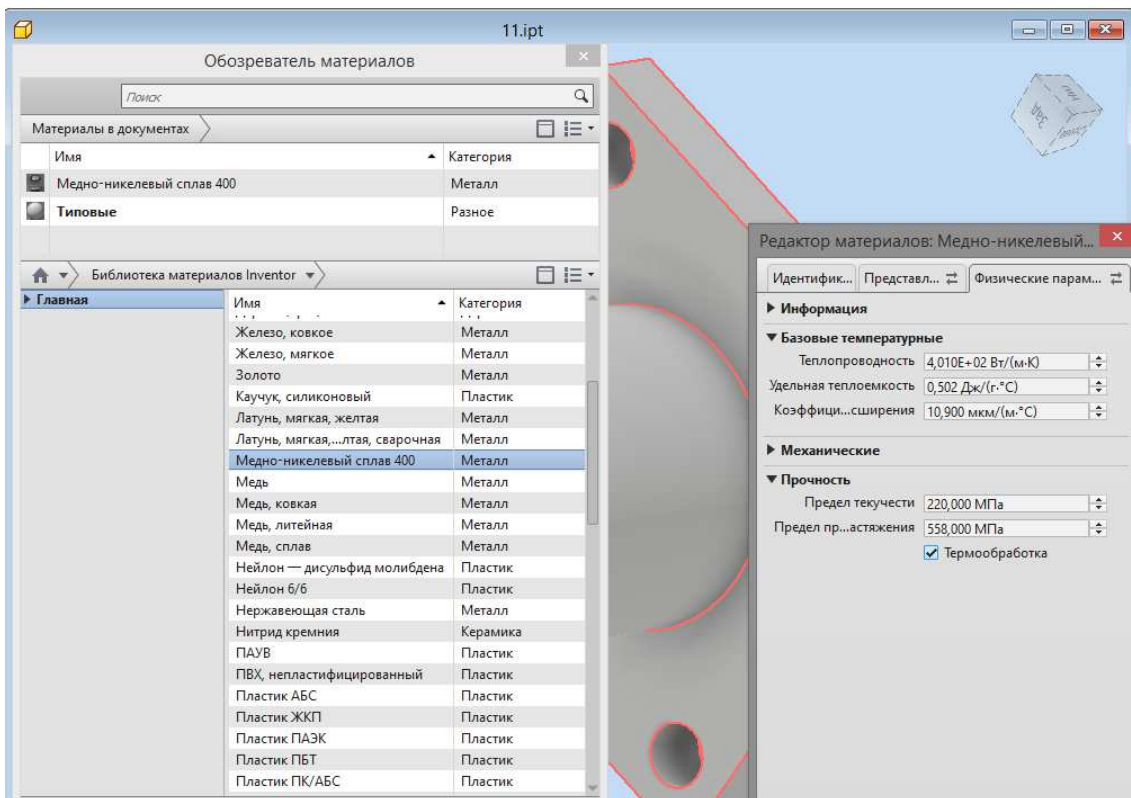 11.ipt
Обозреватель материалов
Поиск
Материалы в документах
Имя Категория
Медно-никелевый сплав 400 Металл
Типовые Разное
Библиотека материалов Inventor
Главная
Имя Категория
Железо, ковкое Металл
Железо, мягкое Металл
Золото Металл
Каучук, силиконовый Пластик
Латунь, мягкая, желтая Металл
Латунь, мягкая,...лтая, сварочная Металл
Медно-никелевый сплав 400 Металл
Медь Металл
Медь, ковкая Металл
Медь, литейная Металл
Медь, сплав Металл
Нейлон — дисульфид молибдена Пластик
Нейлон 6/6 Пластик
Нержавеющая сталь Металл
Нитрид кремния Керамика
ПАУВ Пластик
ПВХ, непластифицированный Пластик
Пластик АБС Пластик
Пластик ЖКП Пластик
Пластик ПАЭК Пластик
Пластик ПБТ Пластик
Пластик ПК/АБС Пластик
Зад
Редактор материалов: Медно-никелевый...
Идентифик... Представл... Физические парам...
Информация
Базовые температурные
Теплопроводность 4,010E+02 Вт/(м·К)
Удельная теплоемкость 0,502 Дж/(г·°C)
Коэффици...сширения 10,900 мкм/(м·°C)
Механические
Прочность
Предел текучести 220,000 МПа
Предел пр...астяжения 558,000 МПа
Термообработка